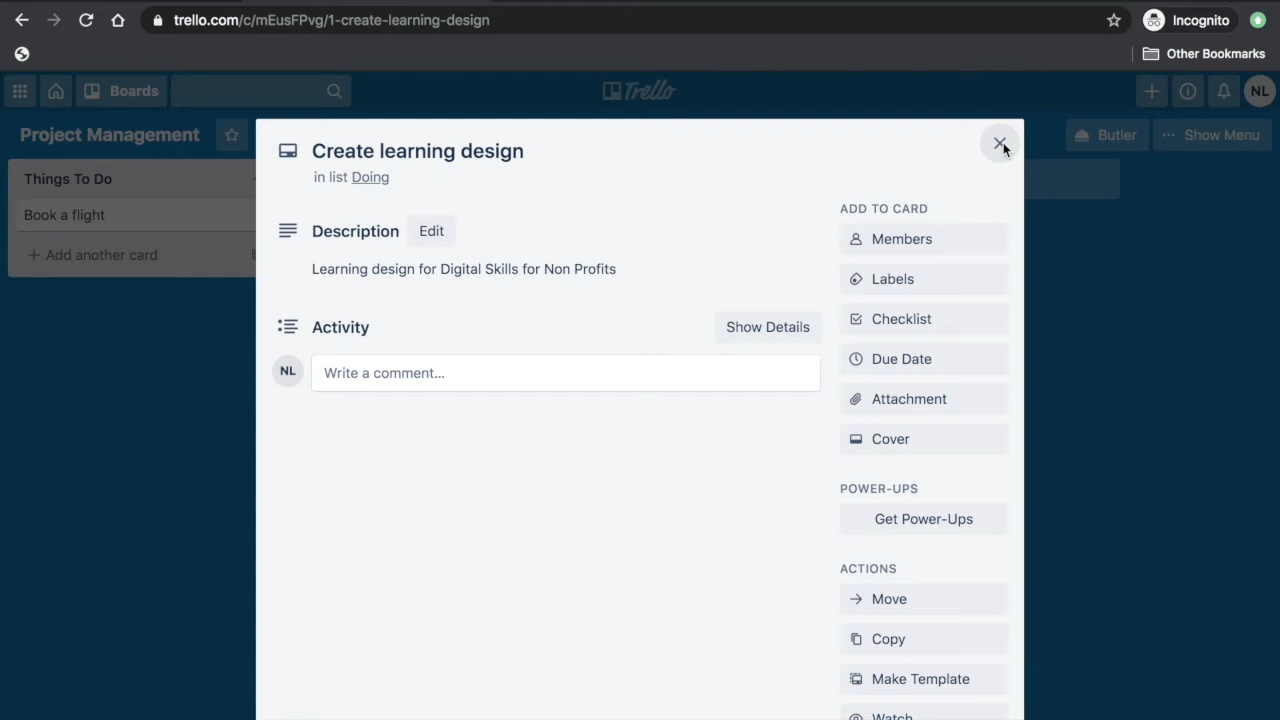 trello.com/c/mEusFPvg/1-create-learning-design
Incognito
Other Bookmarks
Boards
Trello
NL
Project Management
Butler
Show Menu
Things To Do
Book a flight
Add another card
Create learning design
in list Doing
Description
Edit
Learning design for Digital Skills for Non Profits
Activity
Show Details
NL
Write a comment...
ADD TO CARD
Members
Labels
Checklist
Due Date
Attachment
Cover
POWER-UPS
Get Power-Ups
ACTIONS
Move
Copy
Make Template
Watch